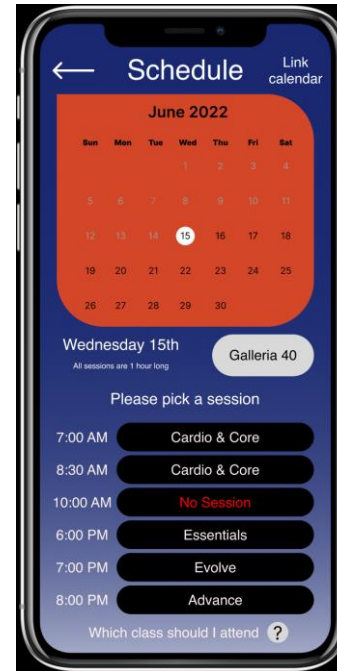 Schedule
Link
calendar
June 2022
Sun Mon Tue Wed Thu Fri Sat
1 2 3 4
5 6 7 8 9 10 11
12 13 14 15 16 17 18
19 20 21 22 23 24 25
26 27 28 29 30
Wednesday 15th
All sessions are 1 hour long
Galleria 40
Please pick a session
7:00 AM Cardio & Core
8:30 AM Cardio & Core
10:00 AM No Session
6:00 PM Essentials
7:00 PM Evolve
8:00 PM Advance
Which class should I attend ?